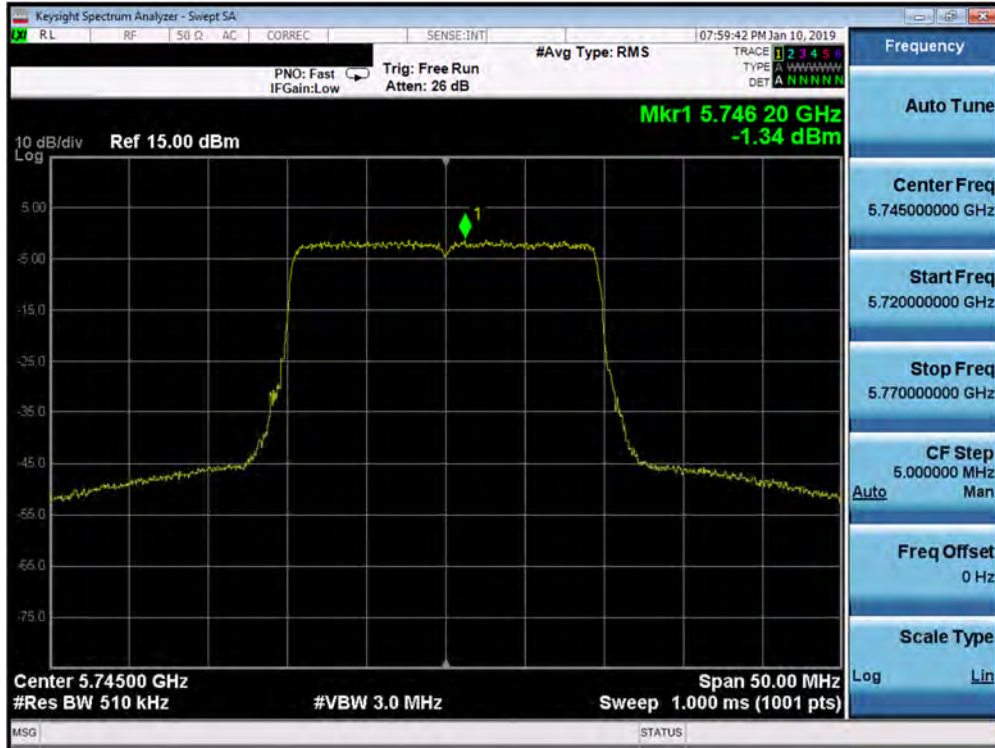 Keysight Spectrum Analyzer - Swept SA
LXI RL RF 50 Ω AC CORREC SENSE:INT 07:59:42 PM Jan 10, 2019
#Avg Type: RMS TRACE 1 2 3 4 5 6
PNO: Fast Trig: Free Run TYPE A WWWWW
IFGain:Low Atten: 26 dB DET A N N N N N
Mkr1 5.746 20 GHz
-1.34 dBm
10 dB/div Ref 15.00 dBm
Log
1
5.00
-5.00
-15.0
-25.0
-35.0
-45.0
-55.0
-65.0
-75.0
Center 5.74500 GHz Span 50.00 MHz
#Res BW 510 kHz #VBW 3.0 MHz Sweep 1.000 ms (1001 pts)
MSG STATUS
Frequency
Auto Tune
Center Freq
5.745000000 GHz
Start Freq
5.720000000 GHz
Stop Freq
5.770000000 GHz
CF Step
5.000000 MHz
Auto Man
Freq Offset
0 Hz
Scale Type
Log Lin